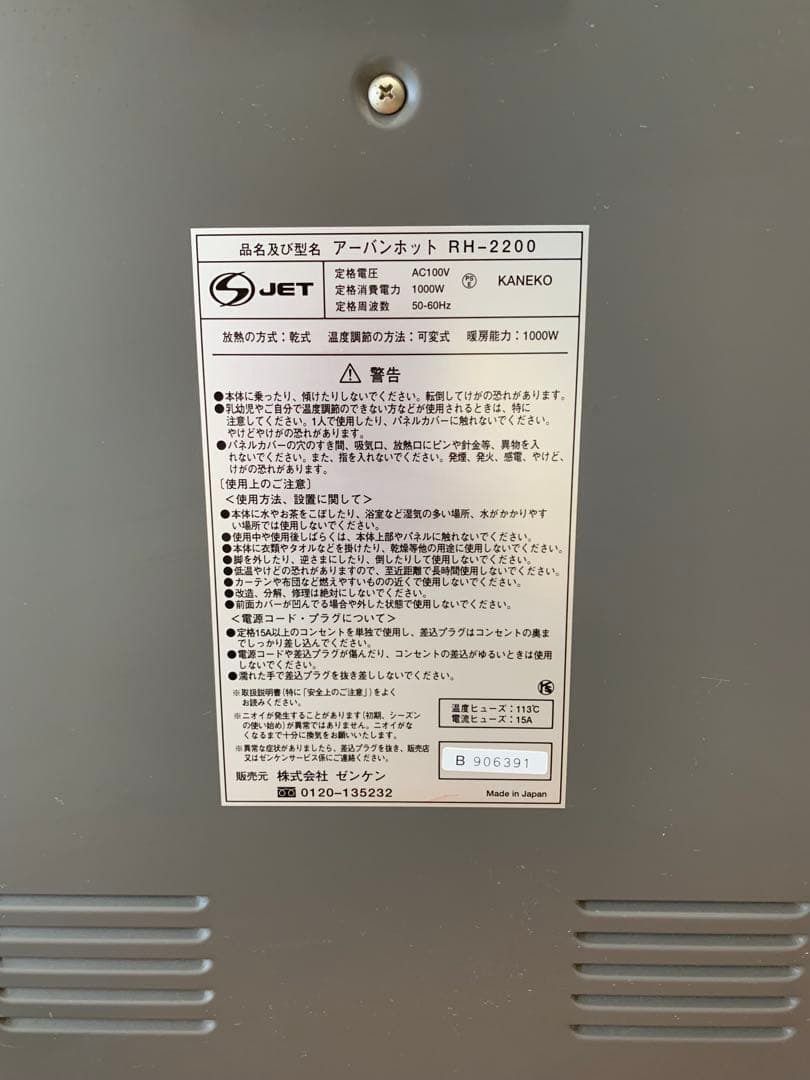 品名及び型名 アーバンホット RH-2200
S JET
定格電圧 AC100V
定格消費電力 1000W
定格周波数 50-60Hz
PS E
KANEKO
放熱の方式：乾式 温度調節の方法：可変式 暖房能力：1000W
警告
●本体に乗ったり、傾けたりしないでください。転倒してけがの恐れがあります。
●乳幼児やご自分で温度調節のできない方などが使用されるときは、特に
注意してください。1人で使用したり、パネルカバーに触れないでください。
やけどやけがの恐れがあります。
●パネルカバーの穴のすき間、吸気口、放熱口にピンや針金等、異物を入
れないでください。また、指を入れないでください。発煙、発火、感電、やけど、
けがの恐れがあります。
〔使用上のご注意〕
＜使用方法、設置に関して＞
●本体に水やお茶をこぼしたり、浴室など湿気の多い場所、水がかかりやす
い場所では使用しないでください。
●使用中や使用後しばらくは、本体上部やパネルに触れないでください。
●本体に衣類やタオルなどを掛けたり、乾燥等他の用途に使用しないでください。
●脚を外したり、逆さまにしたり、倒したりして使用しないでください。
●低温やけどの恐れがありますので、至近距離で長時間使用しないでください。
●カーテンや布団など燃えやすいものの近くで使用しないでください。
●改造、分解、修理は絶対にしないでください。
●前面カバーが凹んでる場合や外した状態で使用しないでください。
＜電源コード・プラグについて＞
●定格15A以上のコンセントを単独で使用し、差込プラグはコンセントの奥ま
でしっかり差し込んでください。
●電源コードや差込プラグが傷んだり、コンセントの差込がゆるいときは使用
しないでください。
●濡れた手で差込プラグを抜き差ししないでください。
※取扱説明書（特に「安全上のご注意」）をよく
お読みください。
※ニオイが発生することがあります（初期、シーズン
の使い始め）が異常ではありません。ニオイがな
くなるまで十分に換気をお願いいたします。
※異常な症状がありましたら、差込プラグを抜き、販売店
又はゼンケンサービス係にご連絡ください。
温度ヒューズ：113℃
電流ヒューズ：15A
B 906391
販売元 株式会社 ゼンケン
0120-135232
Made in Japan